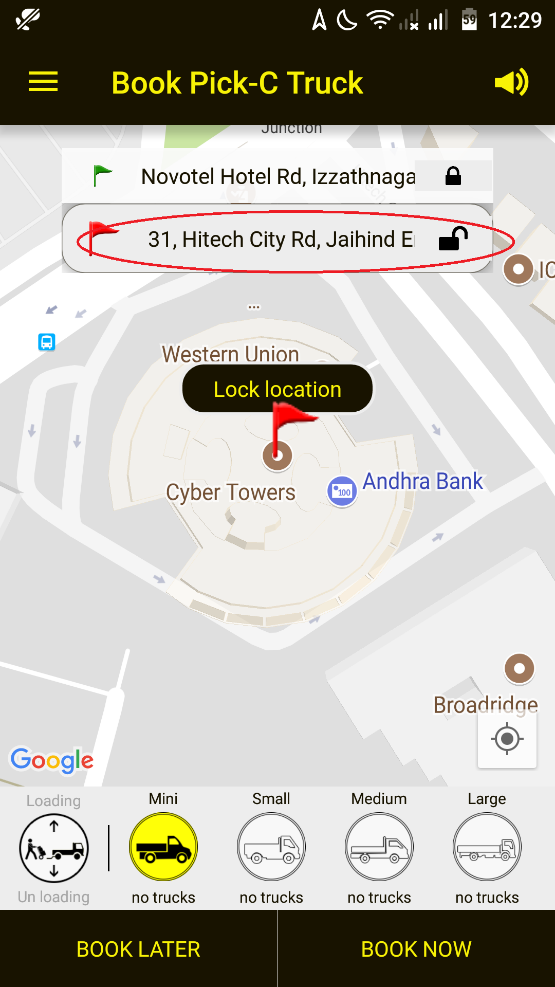 59 12:29
Book Pick-C Truck
Junction
Novotel Hotel Rd, Izzathnaga
31, Hitech City Rd, Jaihind E
IC
Western Union
Lock location
Cyber Towers
100
Andhra Bank
Broadridge
Google
Loading
Un loading
Mini
no trucks
Small
no trucks
Medium
no trucks
Large
no trucks
BOOK LATER
BOOK NOW